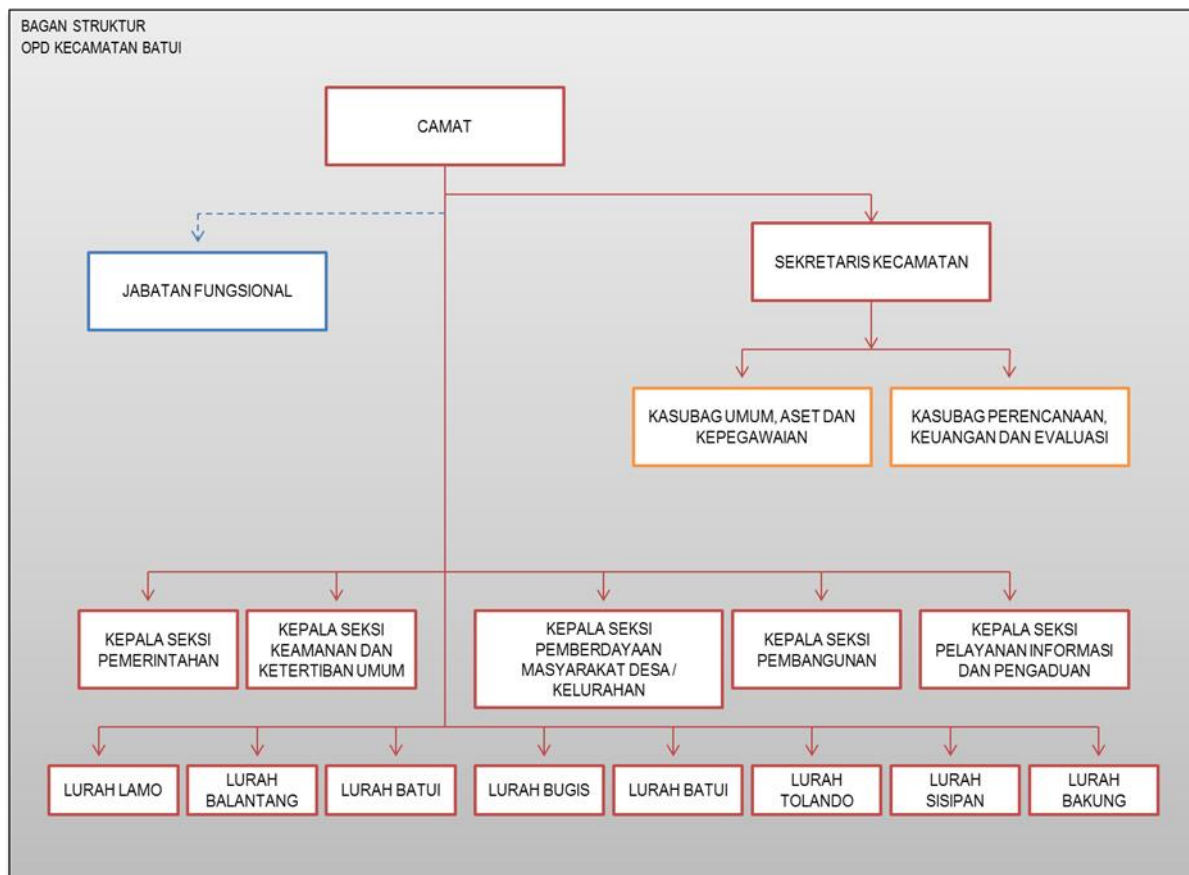 BAGAN STRUKTUR
OPD KECAMATAN BATUI
CAMAT
JABATAN FUNGSIONAL
SEKRETARIS KECAMATAN
KASUBAG UMUM, ASET DAN
KEPEGAWAIAN
KASUBAG PERENCANAAN,
KEUANGAN DAN EVALUASI
KEPALA SEKSI
PEMERINTAHAN
KEPALA SEKSI
KEAMANAN DAN
KETERTIBAN UMUM
KEPALA SEKSI
PEMBERDAYAAN
MASYARAKAT DESA /
KELURAHAN
KEPALA SEKSI
PEMBANGUNAN
KEPALA SEKSI
PELAYANAN INFORMASI
DAN PENGADUAN
LURAH LAMO
LURAH
BALANTANG
LURAH BATUI
LURAH BUGIS
LURAH BATUI
LURAH
TOLANDO
LURAH
SISIPAN
LURAH
BAKUNG